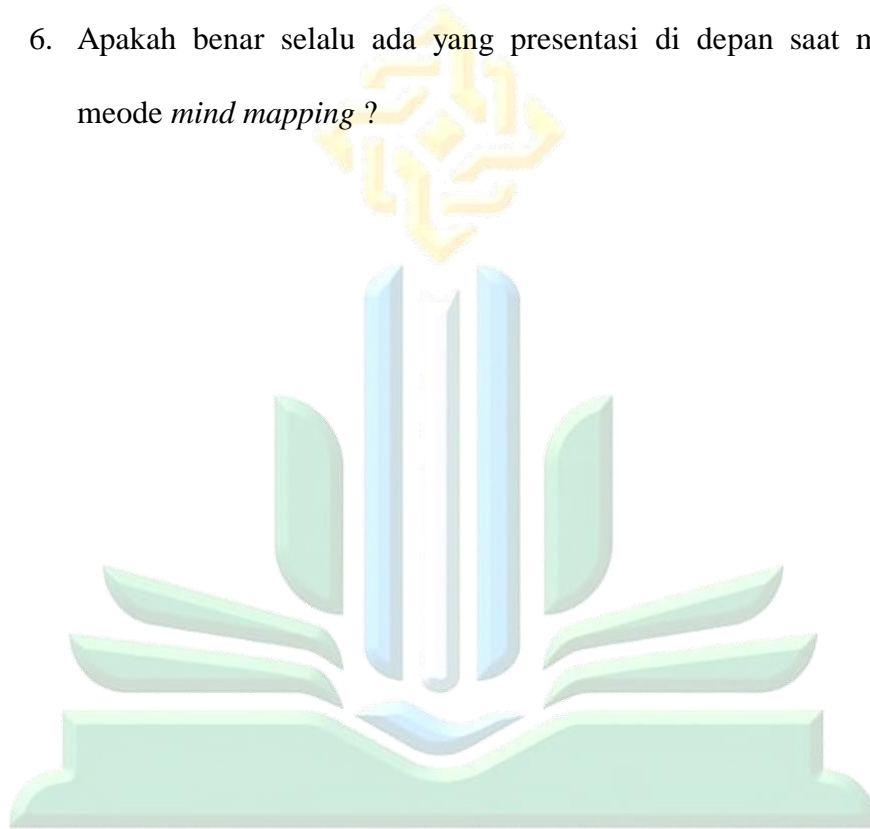 6. Apakah benar selalu ada yang presentasi di depan saat
meode mind mapping ?